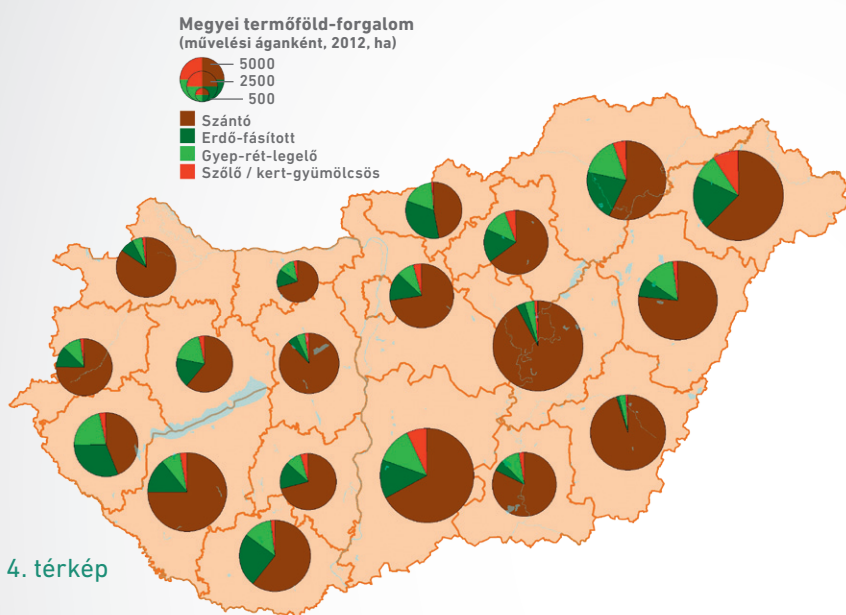 Megyei termőföld-forgalom
(művelési áganként, 2012, ha)
5000
2500
500
Szántó
Erdő-fásított
Gyep-rét-legelő
Szőlő / kert-gyümölcsös
4. térkép